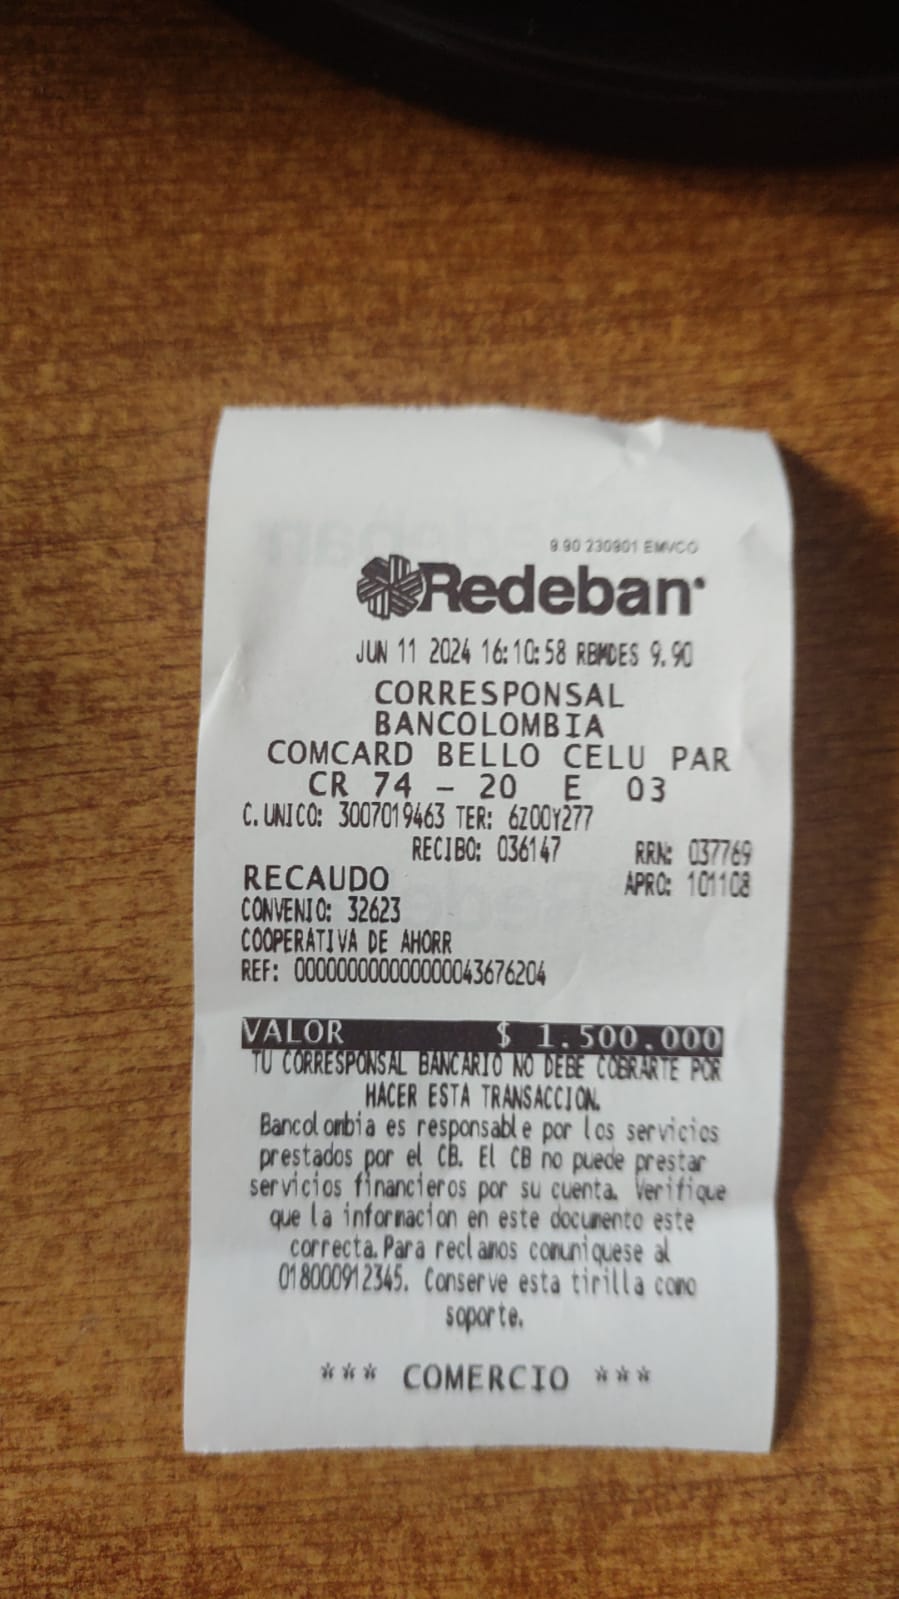 9.90 230901 EMVCO
Redeban
JUN 11 2024 16:10:58 RBMDES 9.90
CORRESPONSAL
BANCOLOMBIA
COMCARD BELLO CELU PAR
CR 74 - 20 E 03
C. UNICO: 3007019463 TER: 6Z00Y277
RECIBO: 036147 RRN: 037769
RECAUDO APRO: 101108
CONVENIO: 32623
COOPERATIVA DE AHORR
REF: 000000000000000043676204
VALOR $ 1.500.000
TU CORRESPONSAL BANCARIO NO DEBE COBRARTE POR
HACER ESTA TRANSACCION.
Bancolombia es responsable por los servicios
prestados por el CB. El CB no puede prestar
servicios financieros por su cuenta. Verifique
que la informacion en este documento este
correcta.Para reclamos comuniquese al
018000912345. Conserve esta tirilla como
soporte.
*** COMERCIO ***